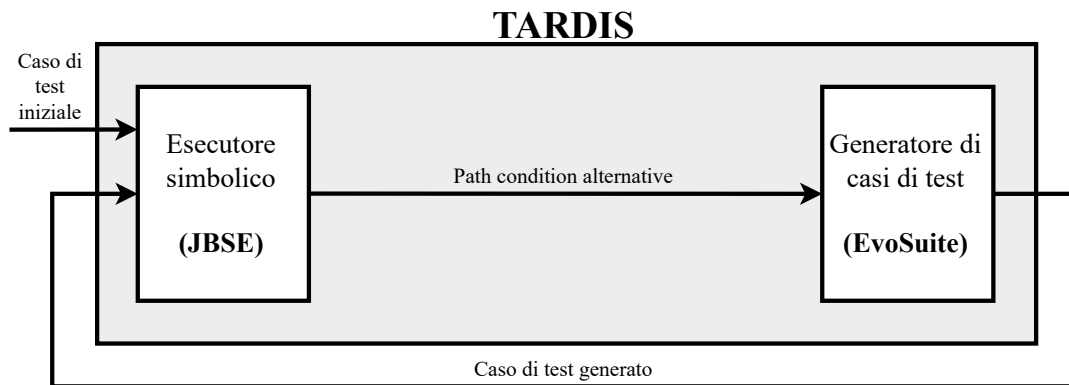 TARDIS
Caso di
test
iniziale
Esecutore
simbolico
(JBSE)
Path condition alternative
Generatore di
casi di test
(EvoSuite)
Caso di test generato